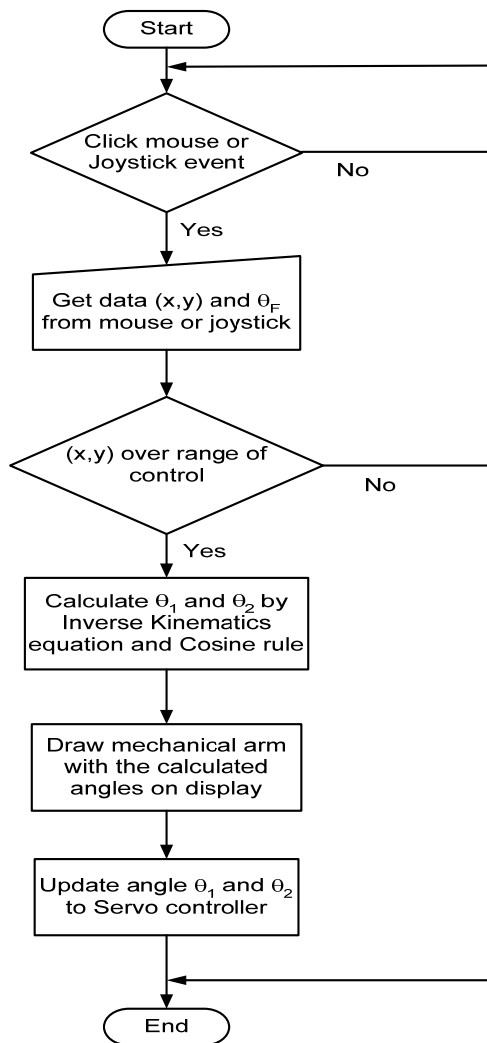 Start
Click mouse or
Joystick event
No
Yes
Get data (x,y) and θF
from mouse or joystick
(x,y) over range of
control
No
Yes
Calculate θ1 and θ2 by
Inverse Kinematics
equation and Cosine rule
Draw mechanical arm
with the calculated
angles on display
Update angle θ1 and θ2
to Servo controller
End